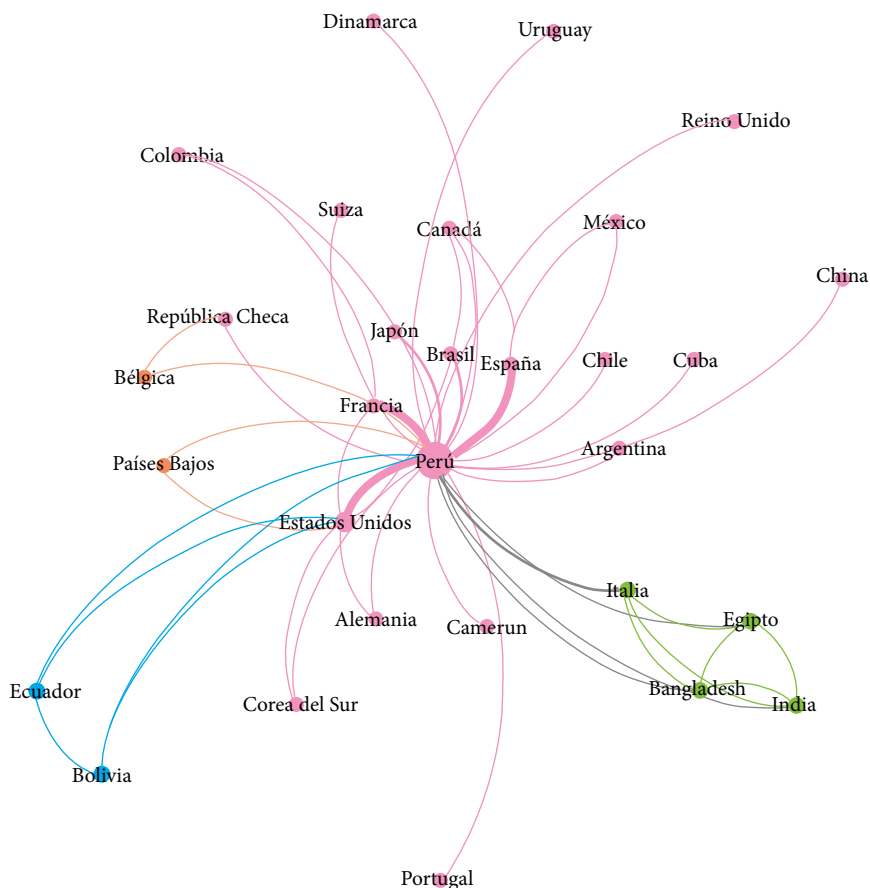 Dinamarca
Uruguay
Reino Unido
Colombia
Suiza
Canadá
México
China
República Checa
Japón
Brasil
España
Chile
Cuba
Bélgica
Francia
Países Bajos
Perú
Argentina
Estados Unidos
Italia
Alemania
Camerun
Egipto
Ecuador
Corea del Sur
Bangladesh
India
Bolivia
Portugal